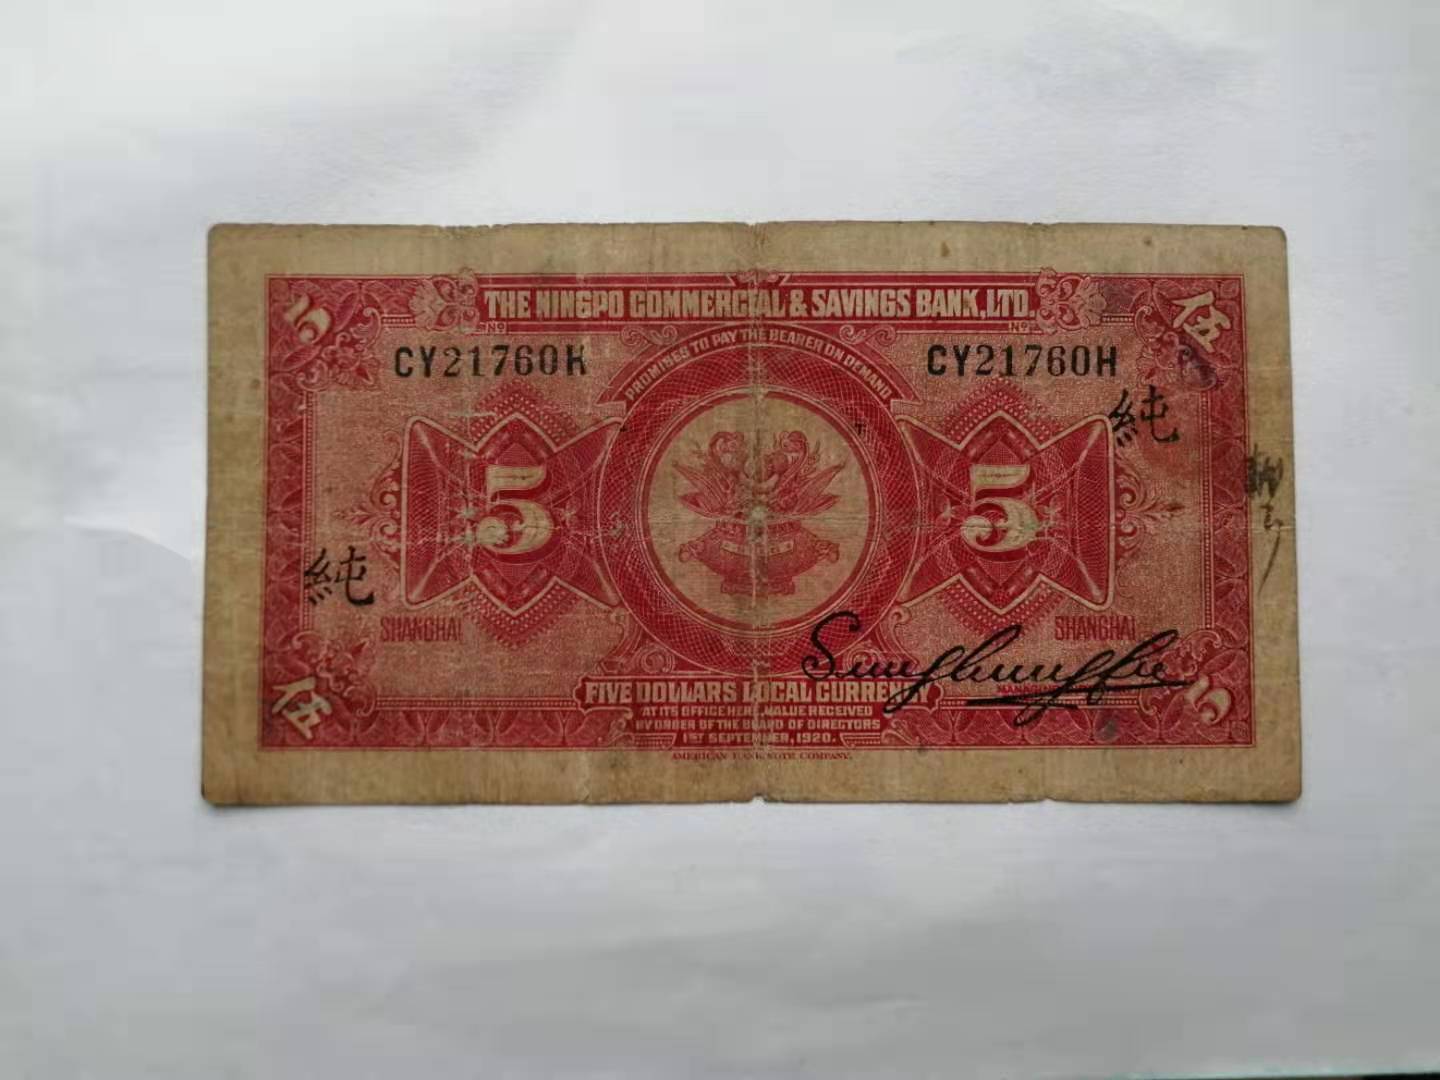 5 伍
THE NINGPO COMMERCIAL & SAVINGS BANK, LTD.
Nº Nº
PROMISES TO PAY THE BEARER ON DEMAND
CY21760H CY21760H
純
5 5
純
SHANGHAI SHANGHAI
FIVE DOLLARS LOCAL CURRENCY
AT ITS OFFICE HERE, VALUE RECEIVED
BY ORDER OF THE BOARD OF DIRECTORS
1ST SEPTEMBER, 1920.
伍 5
AMERICAN BANK NOTE COMPANY.